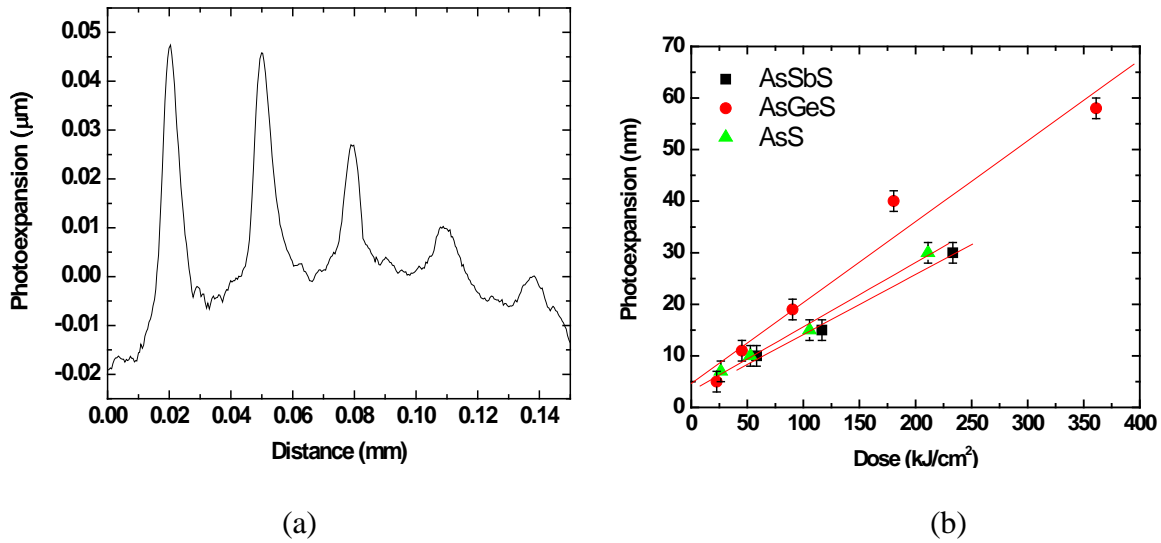 0.05
0.04
0.03
0.02
0.01
0.00
-0.01
-0.02
Photoexpansion (μm)
0.00 0.02 0.04 0.06 0.08 0.10 0.12 0.14
Distance (mm)
(a)
70
60
50
40
30
20
10
0
Photoexpansion (nm)
AsSbS
AsGeS
AsS
0 50 100 150 200 250 300 350 400
Dose (kJ/cm²)
(b)